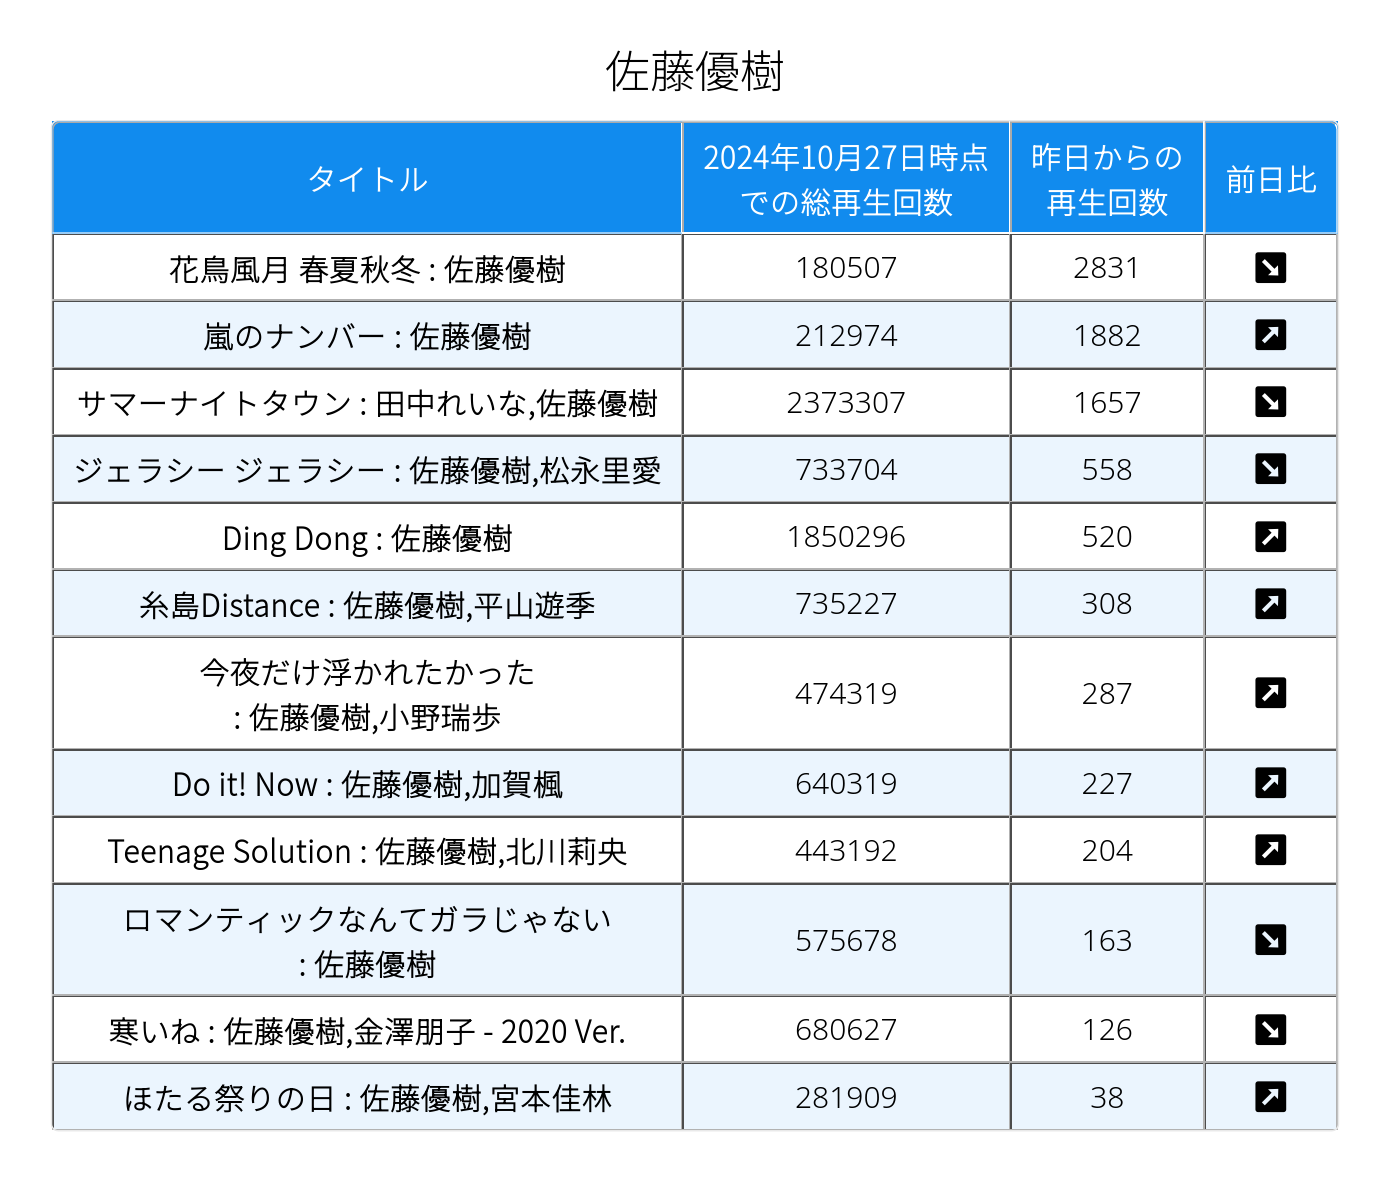 佐藤優樹
タイトル
2024年10月27日時点
での総再生回数
昨日からの
再生回数
前日比
花鳥風月 春夏秋冬 : 佐藤優樹
180507
2831
嵐のナンバー : 佐藤優樹
212974
1882
サマーナイトタウン : 田中れいな,佐藤優樹
2373307
1657
ジェラシー ジェラシー : 佐藤優樹,松永里愛
733704
558
Ding Dong : 佐藤優樹
1850296
520
糸島Distance : 佐藤優樹,平山遊季
735227
308
今夜だけ浮かれたかった
: 佐藤優樹,小野瑞歩
474319
287
Do it! Now : 佐藤優樹,加賀楓
640319
227
Teenage Solution : 佐藤優樹,北川莉央
443192
204
ロマンティックなんてガラじゃない
: 佐藤優樹
575678
163
寒いね : 佐藤優樹,金澤朋子 - 2020 Ver.
680627
126
ほたる祭りの日 : 佐藤優樹,宮本佳林
281909
38